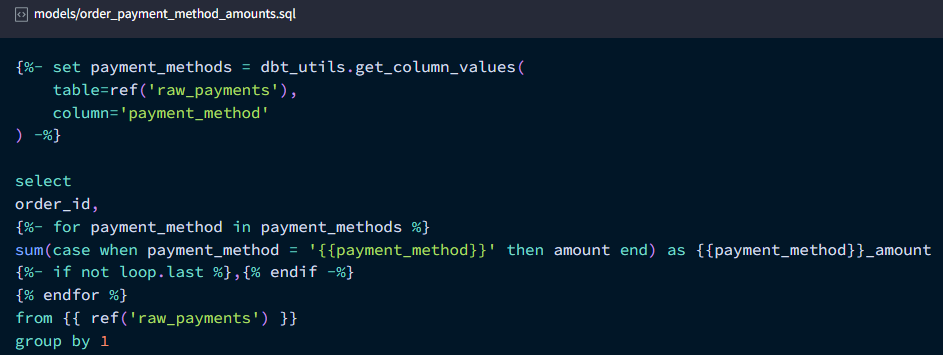 models/order_payment_method_amounts.sql
{%- set payment_methods = dbt_utils.get_column_values(
    table=ref('raw_payments'),
    column='payment_method'
) -%}

select
order_id,
{%- for payment_method in payment_methods %}
sum(case when payment_method = '{{payment_method}}' then amount end) as {{payment_method}}_amount
{%- if not loop.last %},{% endif -%}
{% endfor %}
from {{ ref('raw_payments') }}
group by 1